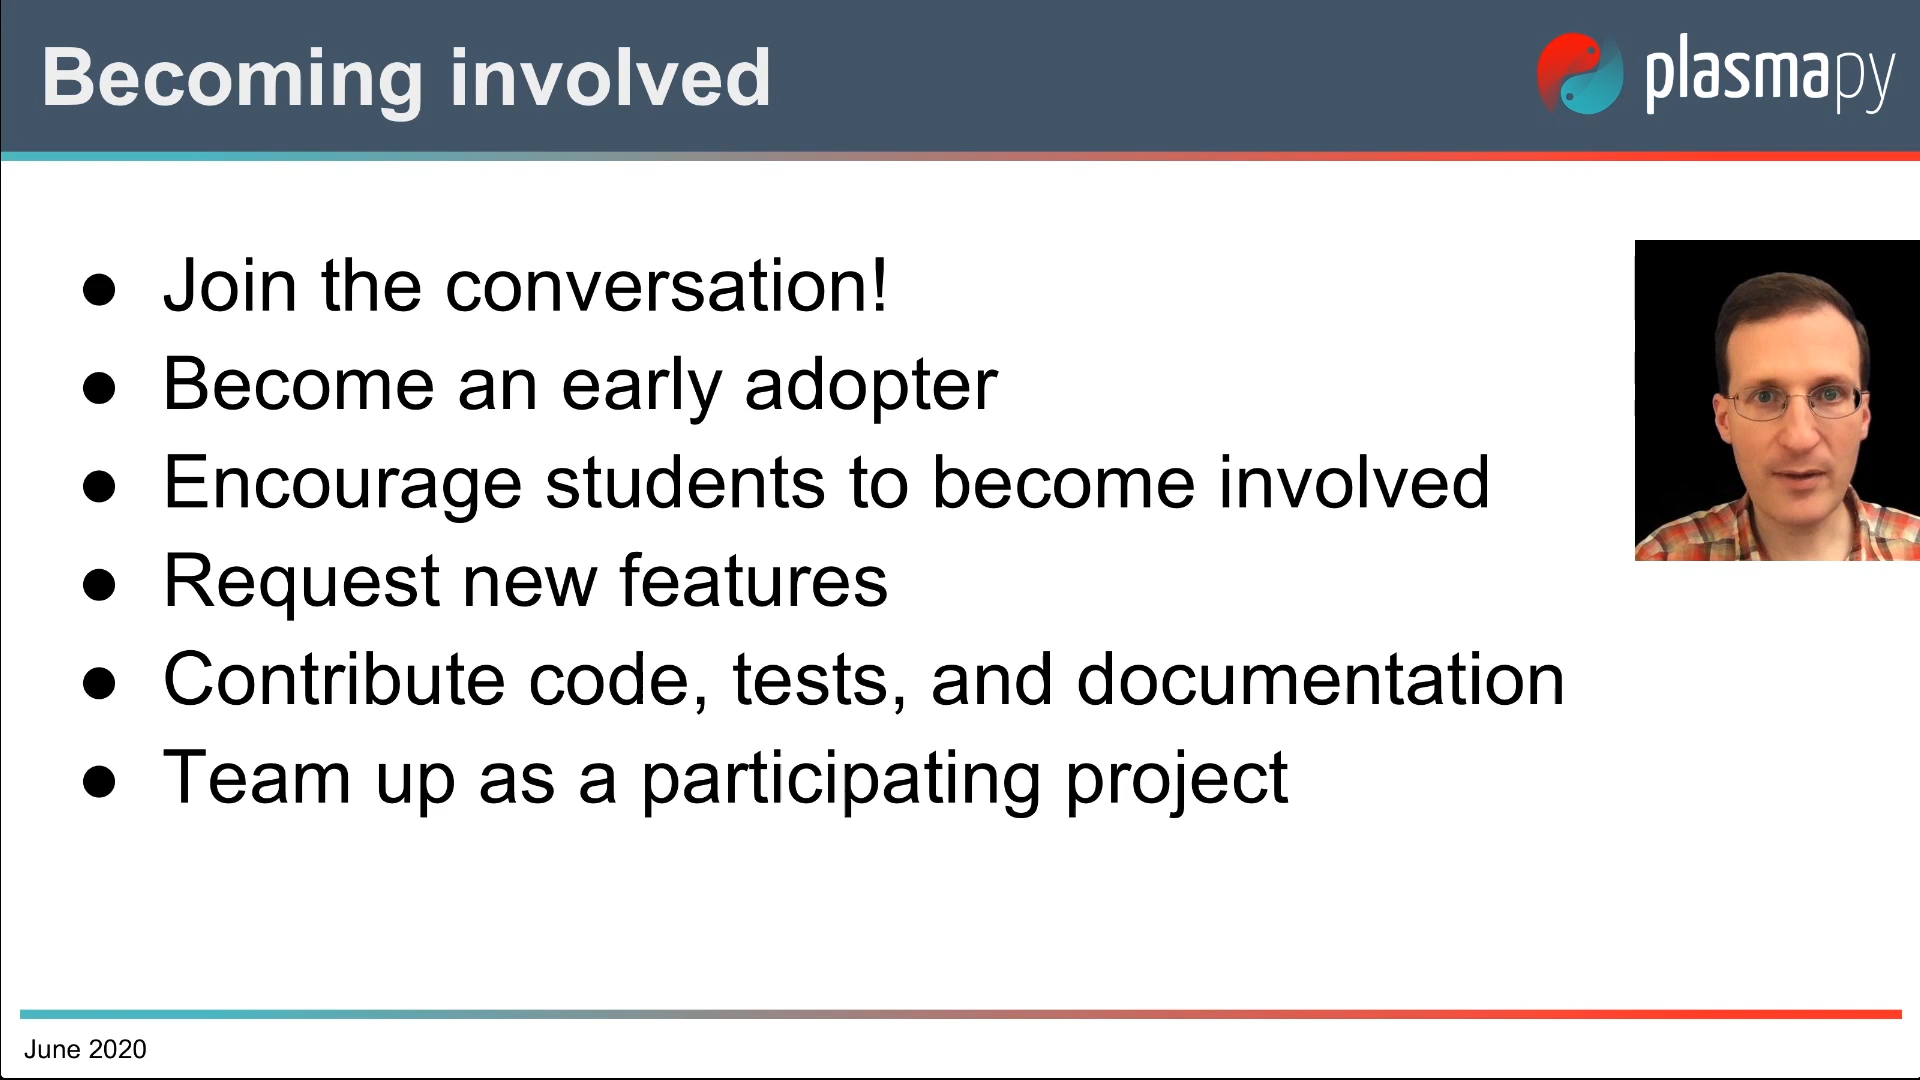 Becoming involved
plasmapy
● Join the conversation!
● Become an early adopter
● Encourage students to become involved
● Request new features
● Contribute code, tests, and documentation
● Team up as a participating project
June 2020